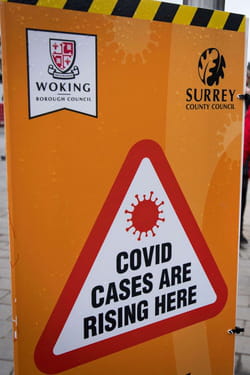 WOKING
BOROUGH COUNCIL
SURREY
COUNTY COUNCIL
COVID
CASES ARE
RISING HERE